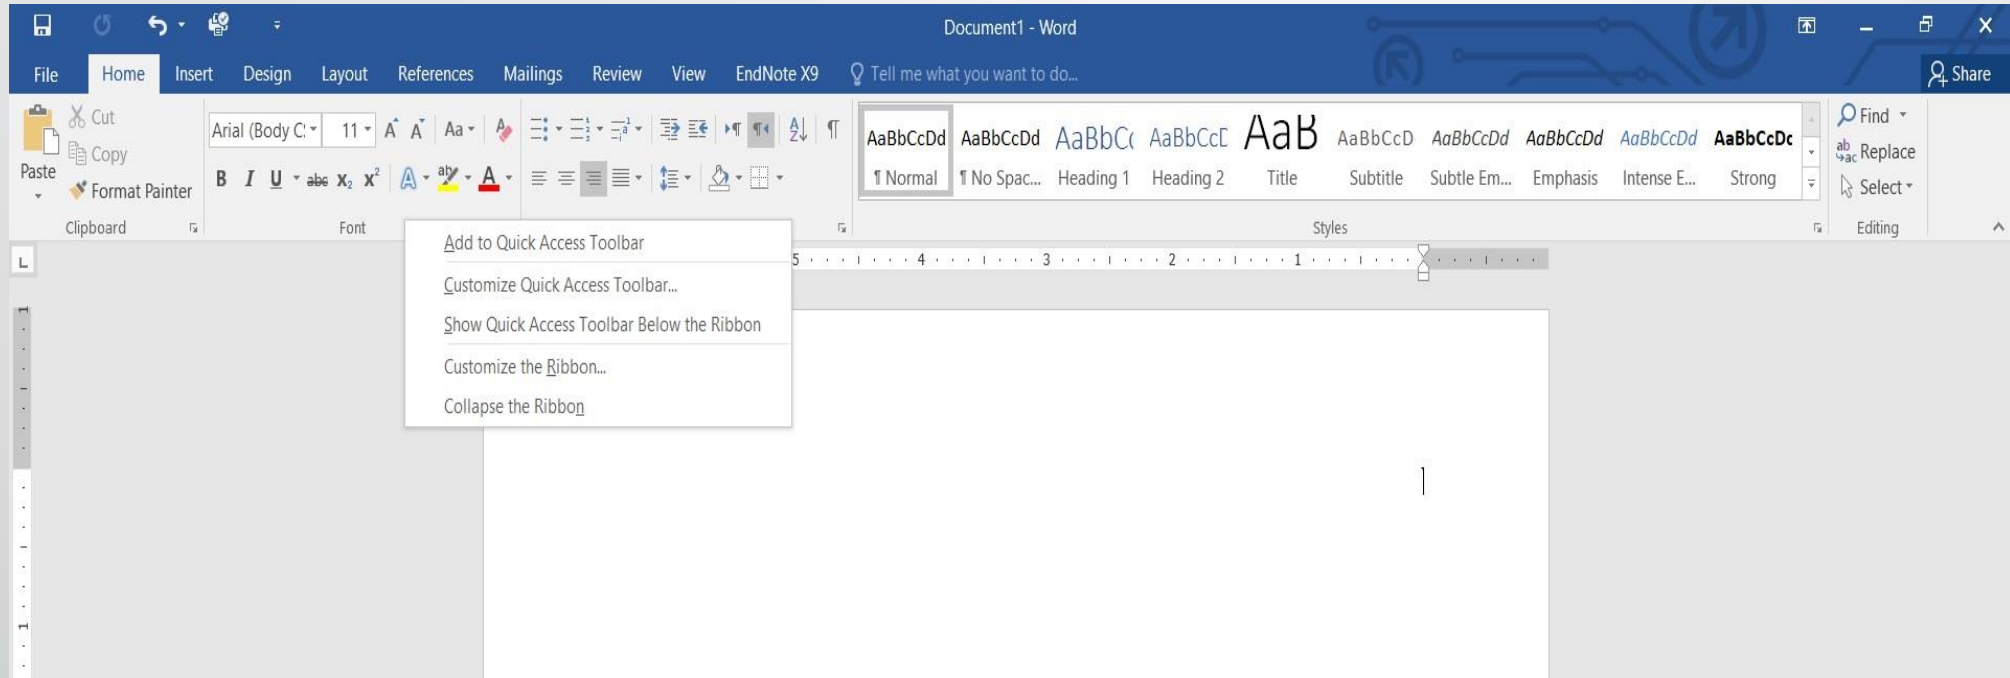 Document1 - Word
File Home Insert Design Layout References Mailings Review View EndNote X9 Tell me what you want to do... Share
Cut
Copy
Paste
Format Painter
Clipboard
Arial (Body C: 11 A A Aa
B I U abc X₂ X² A aby A
Font
AaBbCcDd AaBbCcDd AaBbC( AaBbCcE AaB AaBbCcD AaBbCcDd AaBbCcDd AaBbCcDd AaBbCcDc
¶ Normal ¶ No Spac... Heading 1 Heading 2 Title Subtitle Subtle Em... Emphasis Intense E... Strong
Styles
Find
Replace
Select
Editing
Add to Quick Access Toolbar
Customize Quick Access Toolbar...
Show Quick Access Toolbar Below the Ribbon
Customize the Ribbon...
Collapse the Ribbon
L
5 4 3 2 1
1
1